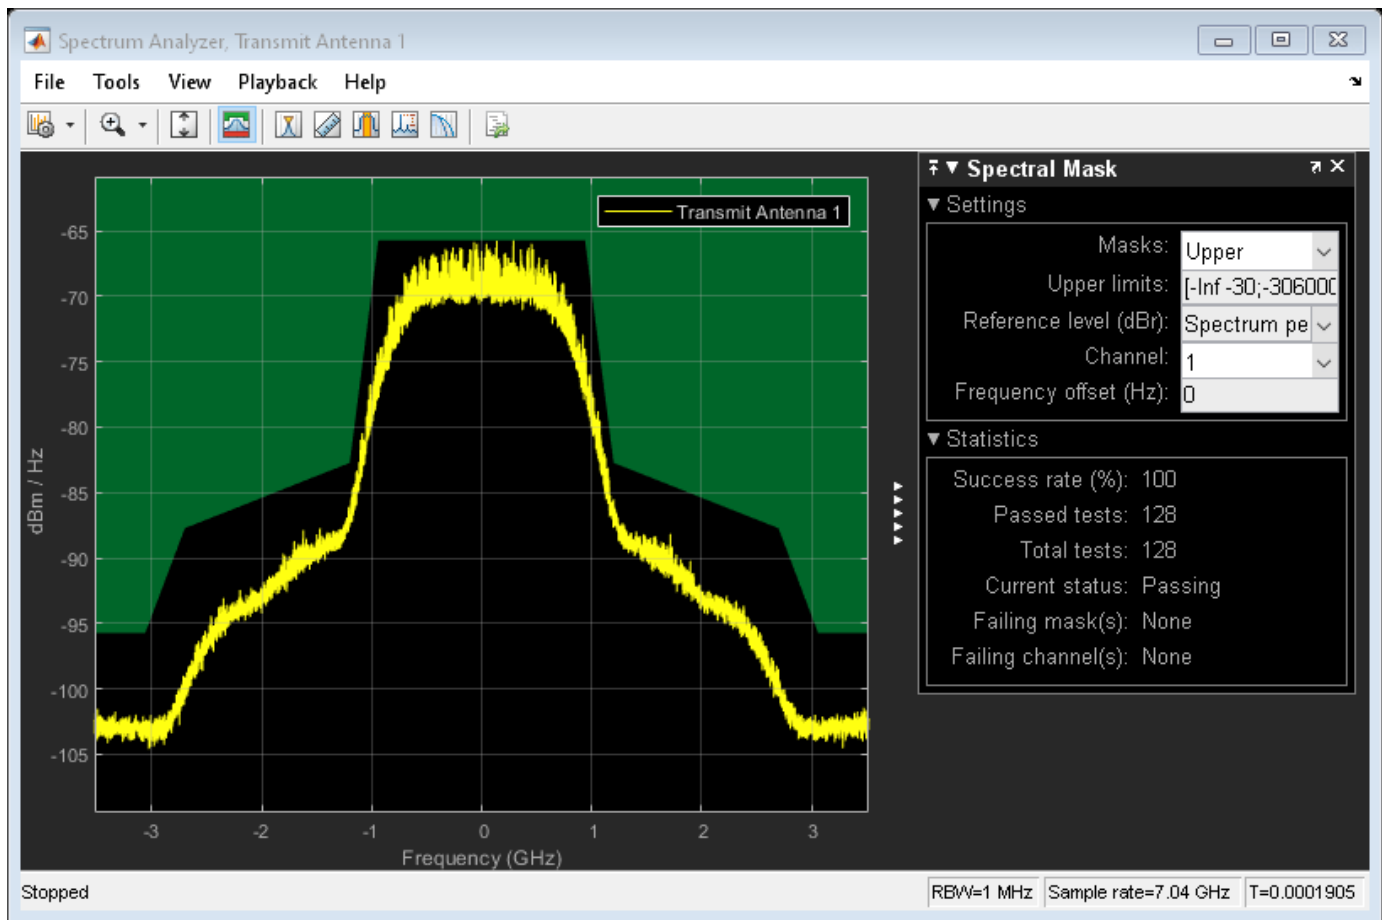 Spectrum Analyzer, Transmit Antenna 1
File Tools View Playback Help
Transmit Antenna 1
-65
-70
-75
-80
-85
-90
-95
-100
-105
dBm / Hz
-3 -2 -1 0 1 2 3
Frequency (GHz)
Spectral Mask
Settings
Masks: Upper
Upper limits: [-Inf -30;-306000
Reference level (dBr): Spectrum pe
Channel: 1
Frequency offset (Hz): 0
Statistics
Success rate (%): 100
Passed tests: 128
Total tests: 128
Current status: Passing
Failing mask(s): None
Failing channel(s): None
Stopped
RBW=1 MHz Sample rate=7.04 GHz T=0.0001905